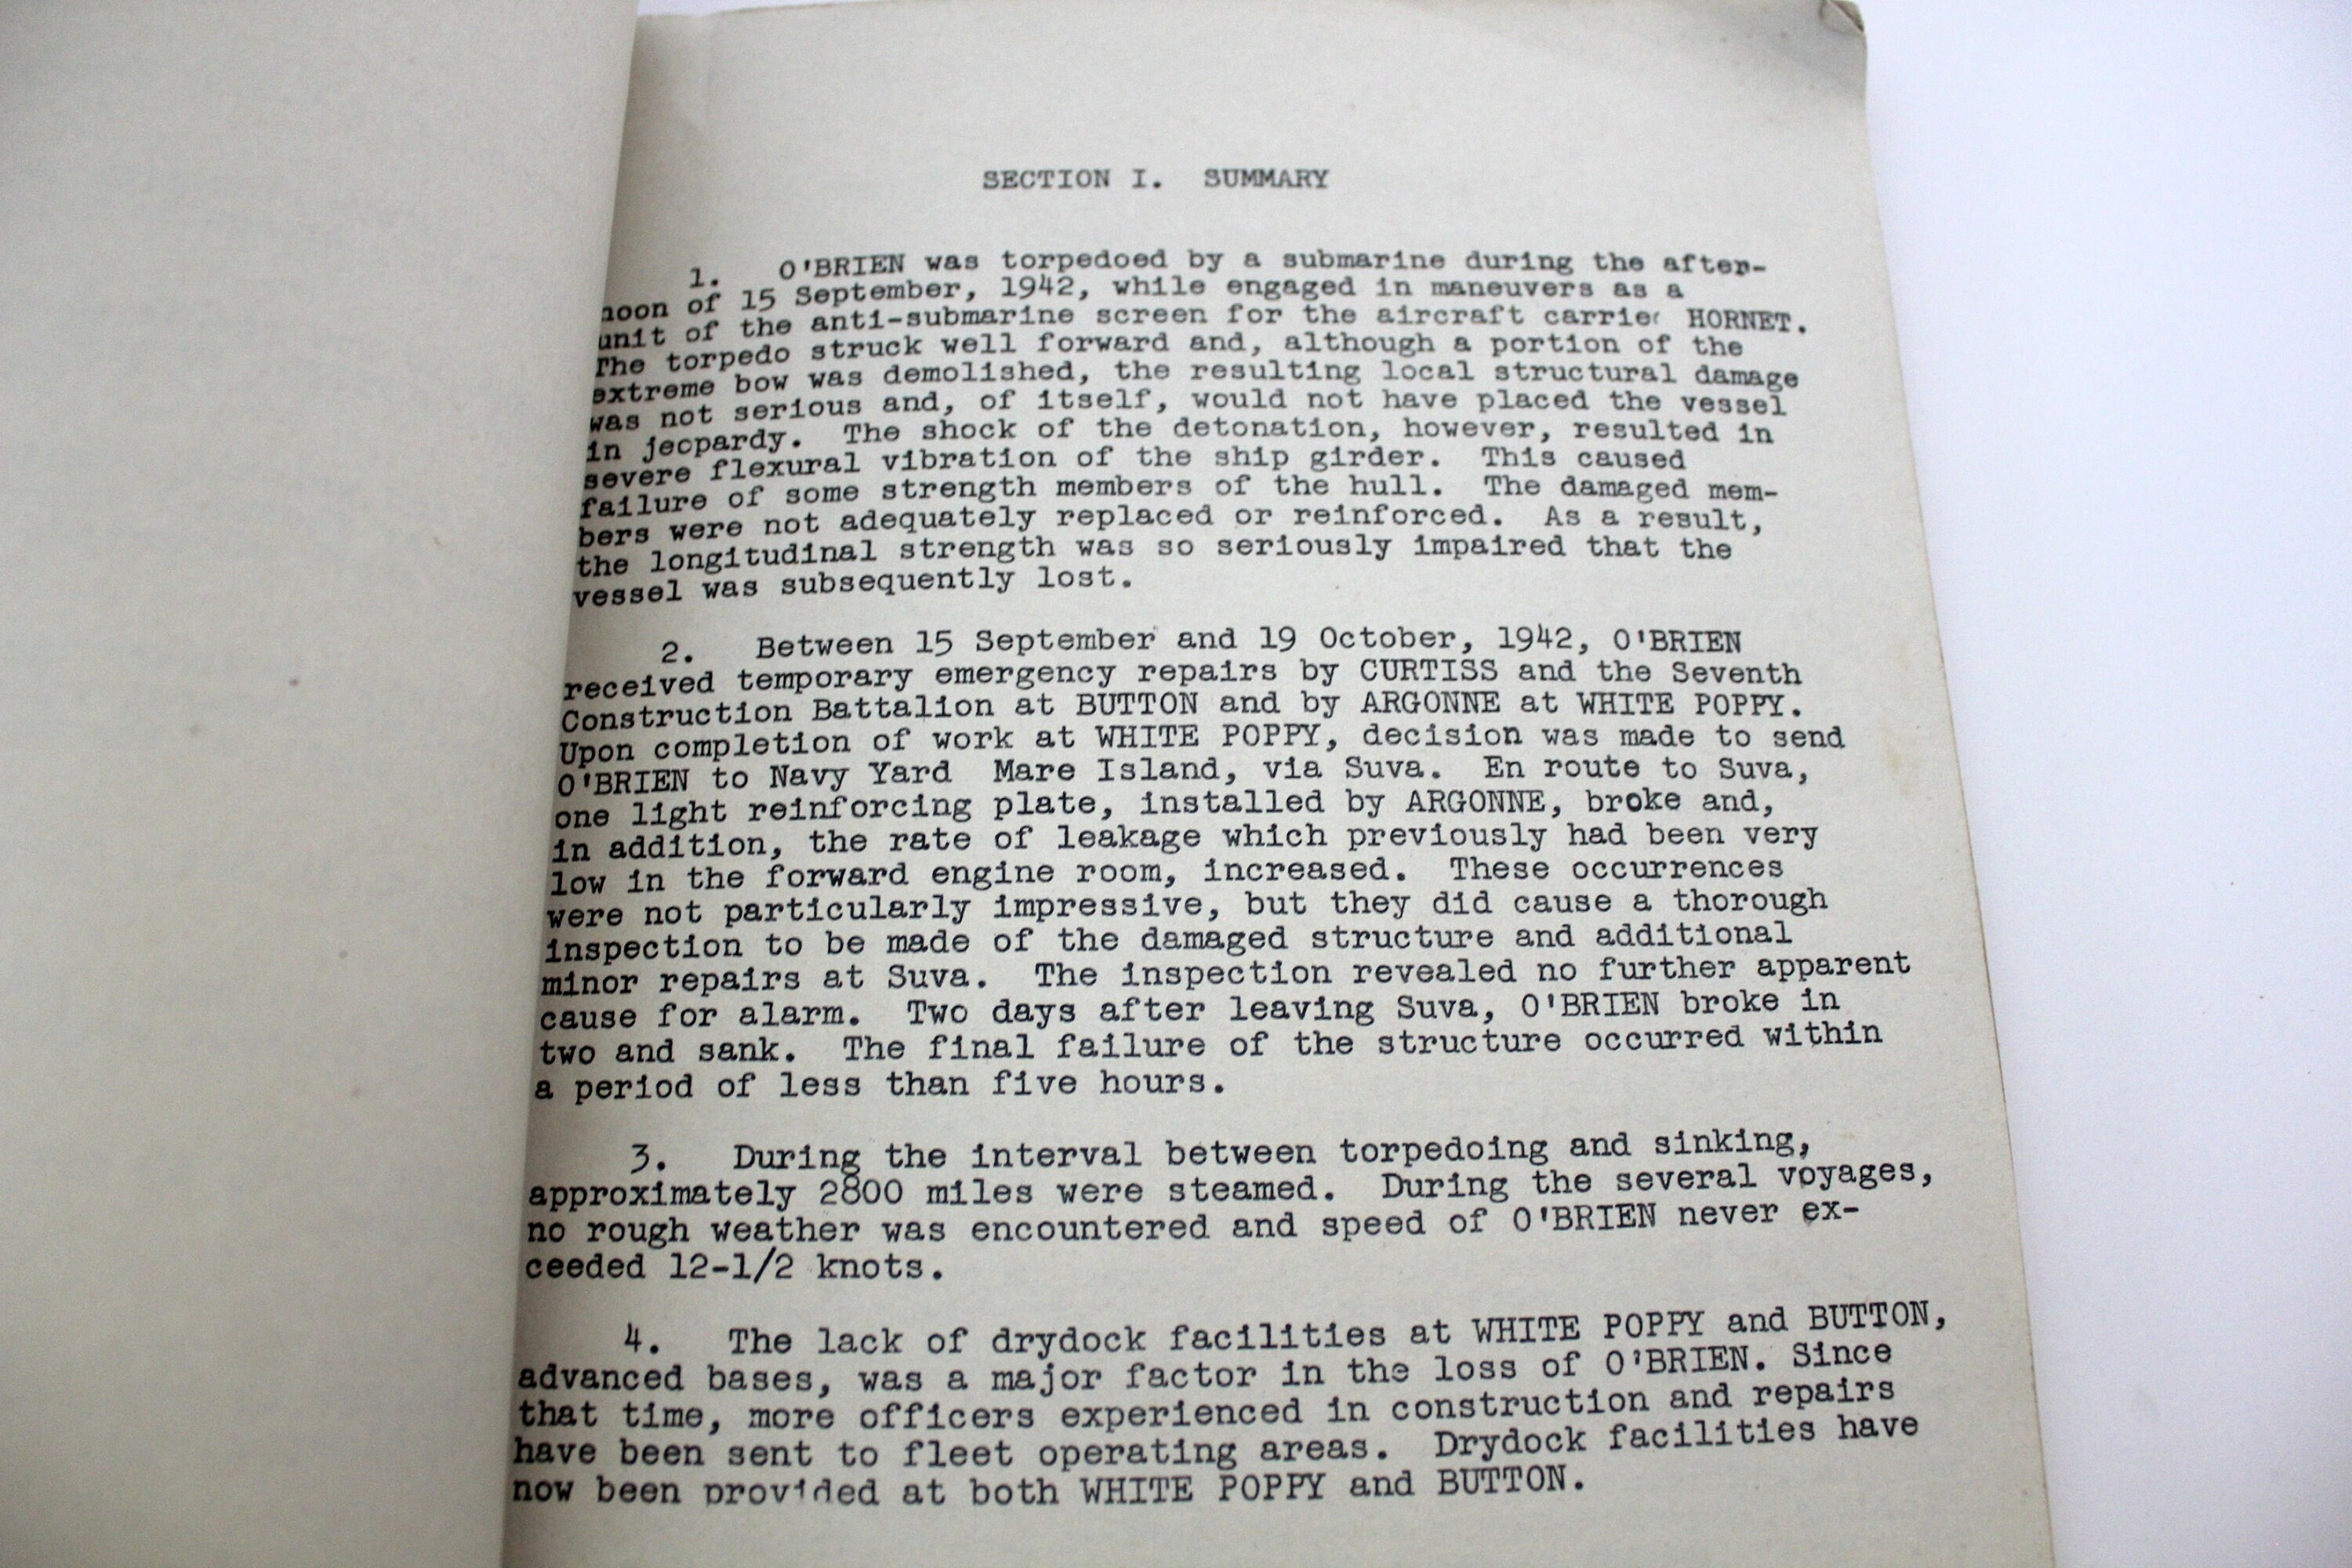 SECTION I. SUMMARY
1. O'BRIEN was torpedoed by a submarine during the after-
noon of 15 September, 1942, while engaged in maneuvers as a
unit of the anti-submarine screen for the aircraft carrier HORNET.
The torpedo struck well forward and, although a portion of the
extreme bow was demolished, the resulting local structural damage
was not serious and, of itself, would not have placed the vessel
in jeopardy. The shock of the detonation, however, resulted in
severe flexural vibration of the ship girder. This caused
failure of some strength members of the hull. The damaged mem-
bers were not adequately replaced or reinforced. As a result,
the longitudinal strength was so seriously impaired that the
vessel was subsequently lost.
2. Between 15 September and 19 October, 1942, O'BRIEN
received temporary emergency repairs by CURTISS and the Seventh
Construction Battalion at BUTTON and by ARGONNE at WHITE POPPY.
Upon completion of work at WHITE POPPY, decision was made to send
O'BRIEN to Navy Yard Mare Island, via Suva. En route to Suva,
one light reinforcing plate, installed by ARGONNE, broke and,
in addition, the rate of leakage which previously had been very
low in the forward engine room, increased. These occurrences
were not particularly impressive, but they did cause a thorough
inspection to be made of the damaged structure and additional
minor repairs at Suva. The inspection revealed no further apparent
cause for alarm. Two days after leaving Suva, O'BRIEN broke in
two and sank. The final failure of the structure occurred within
a period of less than five hours.
3. During the interval between torpedoing and sinking,
approximately 2800 miles were steamed. During the several voyages,
no rough weather was encountered and speed of O'BRIEN never ex-
ceeded 12-1/2 knots.
4. The lack of drydock facilities at WHITE POPPY and BUTTON,
advanced bases, was a major factor in the loss of O'BRIEN. Since
that time, more officers experienced in construction and repairs
have been sent to fleet operating areas. Drydock facilities have
now been provided at both WHITE POPPY and BUTTON.